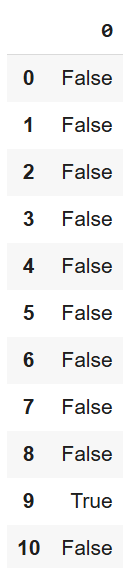 0
0 False
1 False
2 False
3 False
4 False
5 False
6 False
7 False
8 False
9 True
10 False